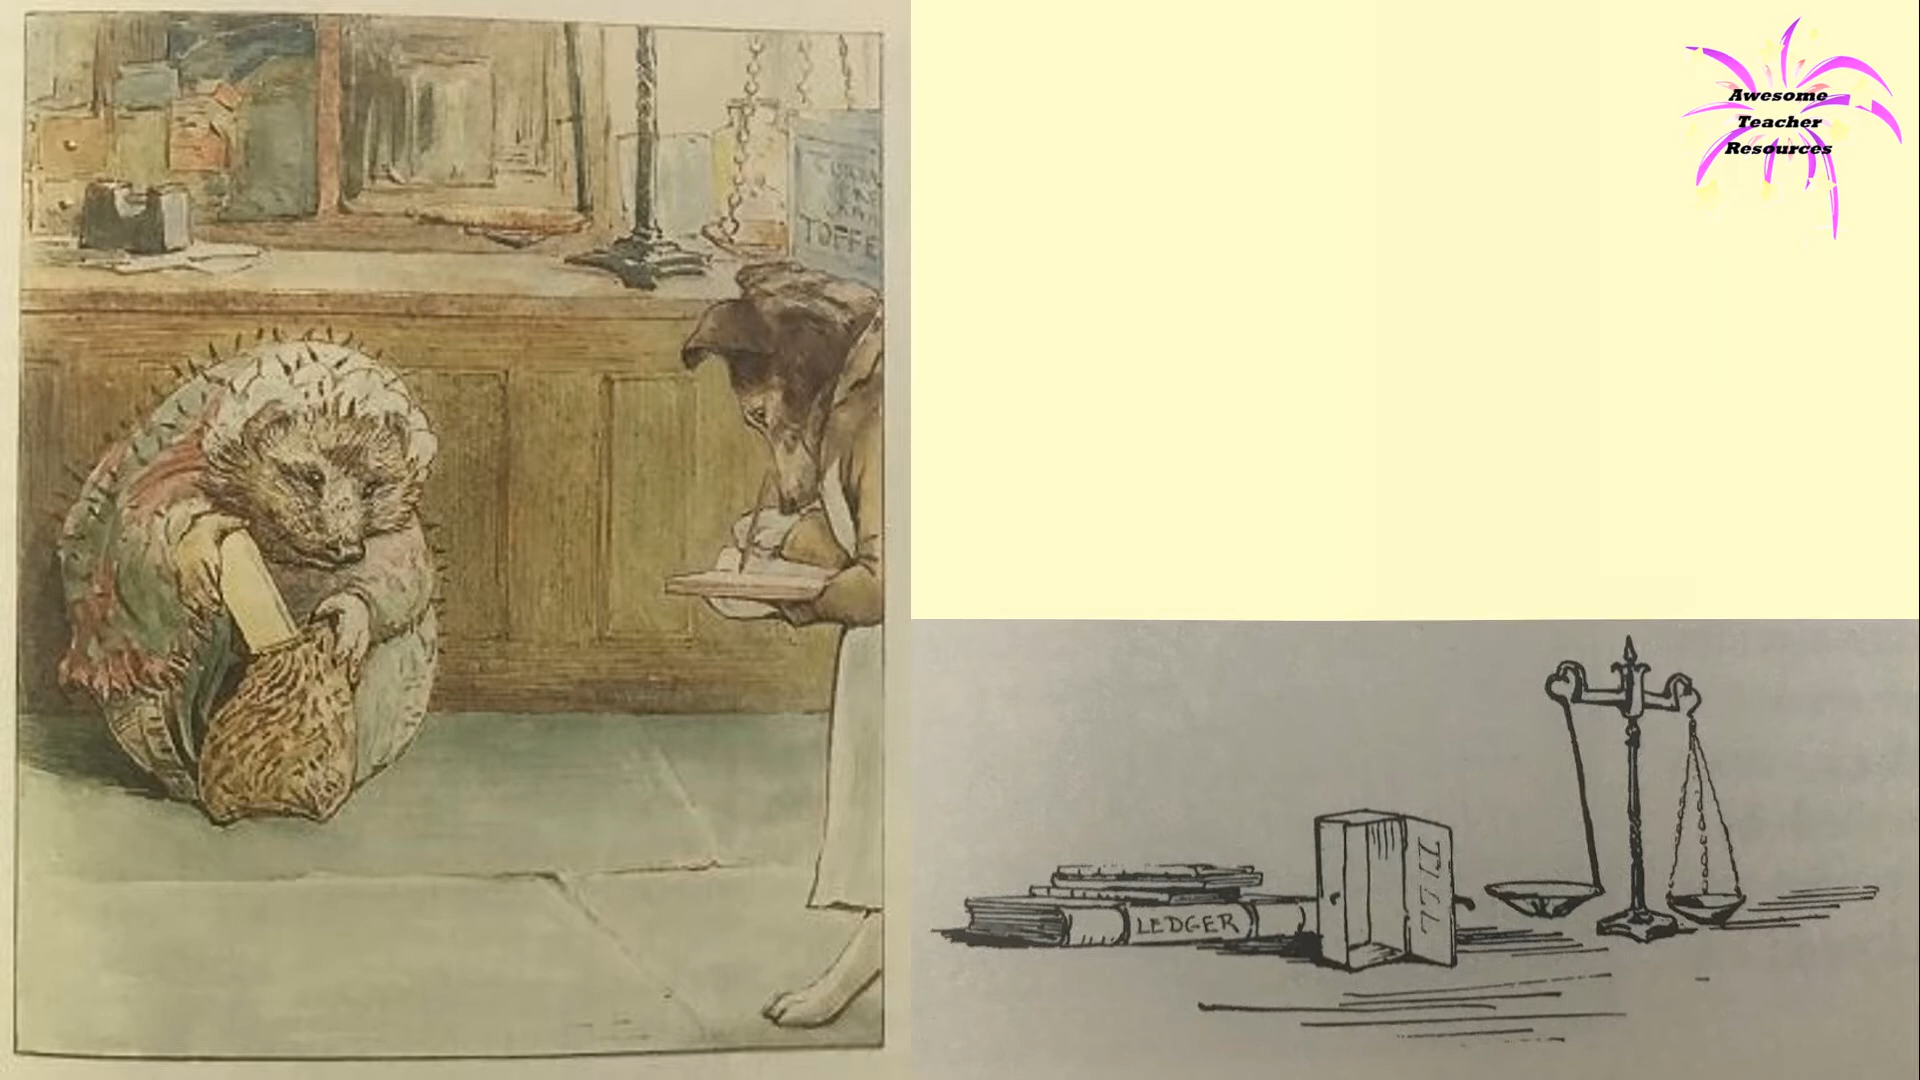 TOFFE
Awesome
Teacher
Resources
LEDGER
TILL